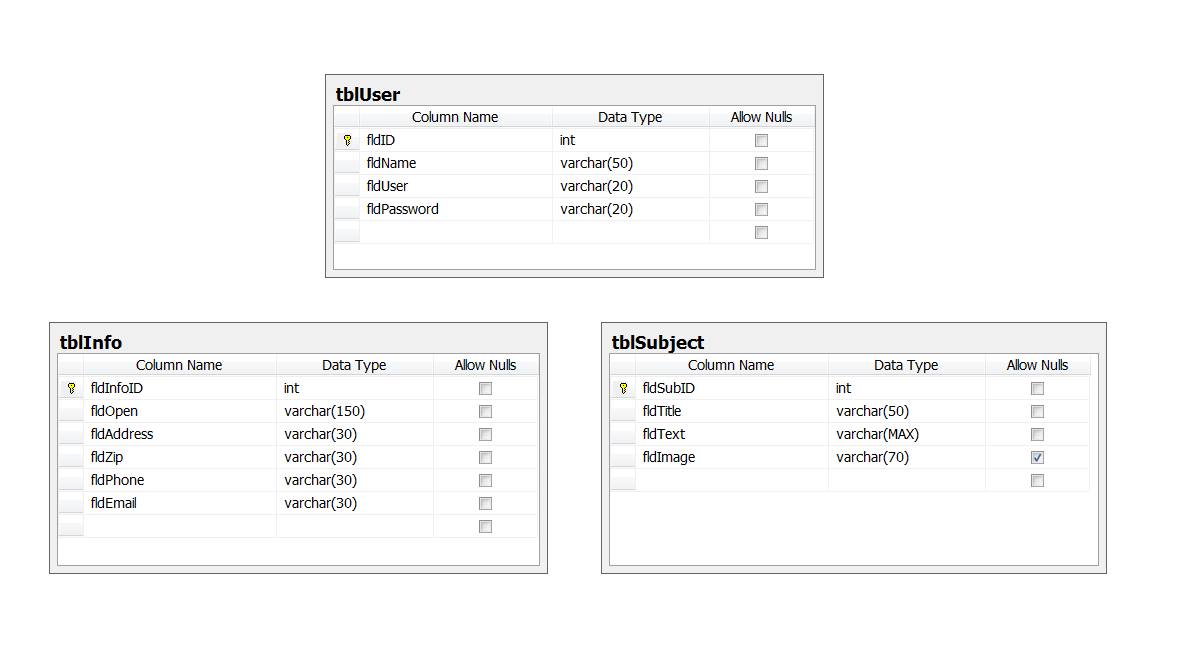 tblUser
Column Name Data Type Allow Nulls
fldID int
fldName varchar(50)
fldUser varchar(20)
fldPassword varchar(20)
tblInfo
Column Name Data Type Allow Nulls
fldInfoID int
fldOpen varchar(150)
fldAddress varchar(30)
fldZip varchar(30)
fldPhone varchar(30)
fldEmail varchar(30)
tblSubject
Column Name Data Type Allow Nulls
fldSubID int
fldTitle varchar(50)
fldText varchar(MAX)
fldImage varchar(70)